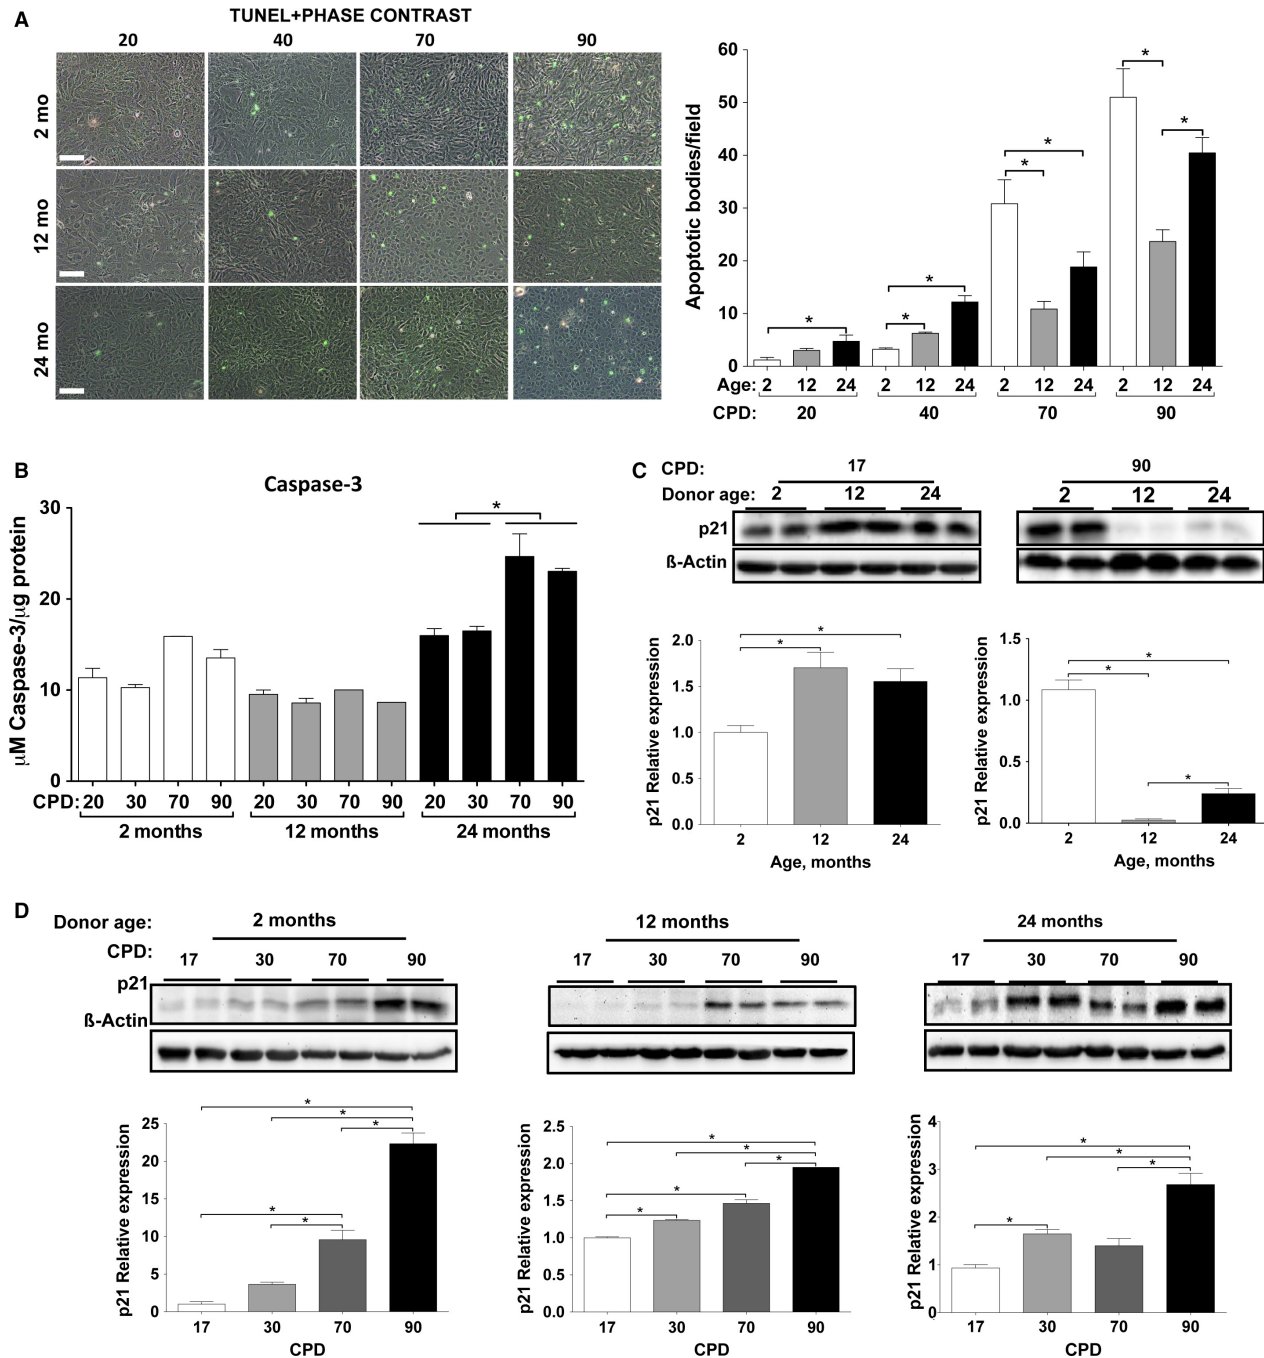 A
TUNEL+PHASE CONTRAST
20 40 70 90
2 mo
12 mo
24 mo
Apoptotic bodies/field
60
50
40
30
20
10
0
Age: 2 12 24 2 12 24 2 12 24 2 12 24
CPD: 20 40 70 90
* * * * * * *
B
Caspase-3
µM Caspase-3/µg protein
30
20
10
0
*
CPD: 20 30 70 90 20 30 70 90 20 30 70 90
2 months 12 months 24 months
C
CPD: 17 90
Donor age: 2 12 24 2 12 24
p21
ß-Actin
p21 Relative expression
2.0
1.5
1.0
0.5
0.0
* *
2 12 24
Age, months
p21 Relative expression
1.5
1.0
0.5
0.0
* * *
2 12 24
Age, months
D
Donor age: 2 months 12 months 24 months
CPD: 17 30 70 90 17 30 70 90 17 30 70 90
p21
ß-Actin
p21 Relative expression
25
20
15
10
5
0
* * * * *
17 30 70 90
CPD
p21 Relative expression
2.5
2.0
1.5
1.0
0.5
0.0
* * * * *
17 30 70 90
CPD
p21 Relative expression
4
3
2
1
0
* * * *
17 30 70 90
CPD